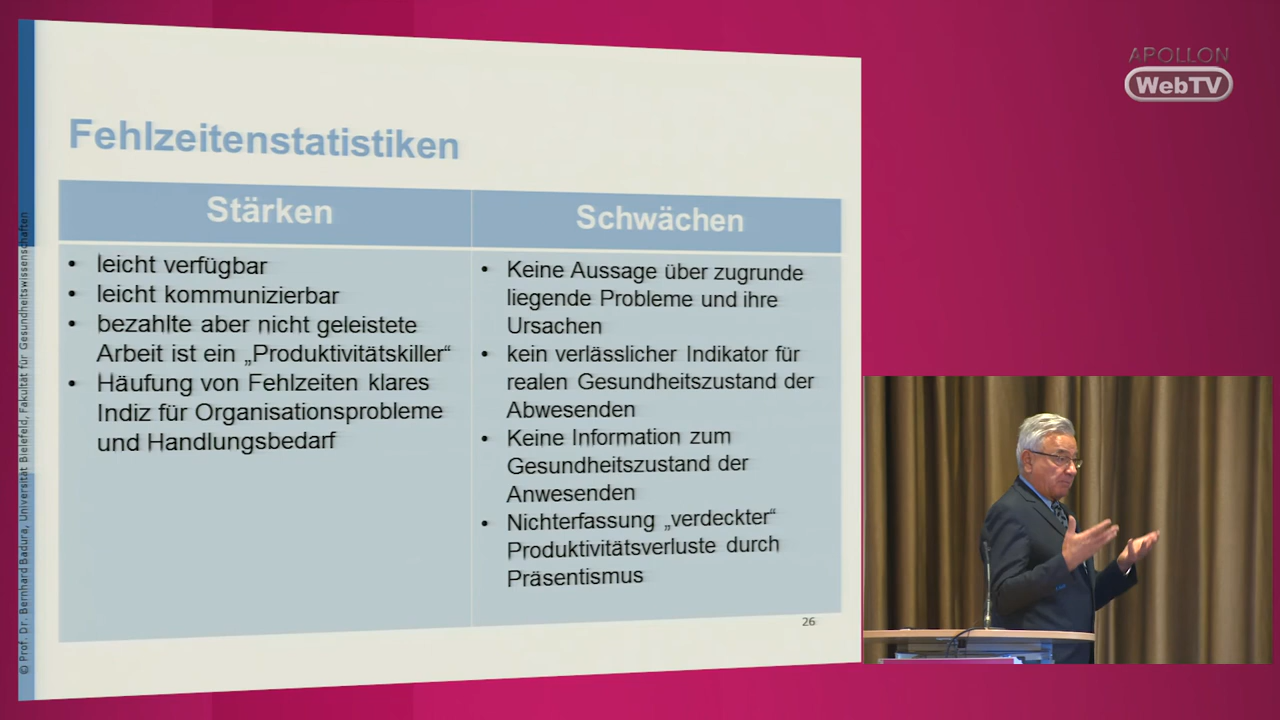 APOLLON
WebTV
Fehlzeitenstatistiken
Stärken
• leicht verfügbar
• leicht kommunizierbar
• bezahlte aber nicht geleistete
Arbeit ist ein „Produktivitätskiller“
• Häufung von Fehlzeiten klares
Indiz für Organisationsprobleme
und Handlungsbedarf
Schwächen
• Keine Aussage über zugrunde
liegende Probleme und ihre
Ursachen
• kein verlässlicher Indikator für
realen Gesundheitszustand der
Abwesenden
• Keine Information zum
Gesundheitszustand der
Anwesenden
• Nichterfassung „verdeckter“
Produktivitätsverluste durch
Präsentismus
26
© Prof. Dr. Bernhard Badura, Universität Bielefeld, Fakultät für Gesundheitswissenschaften